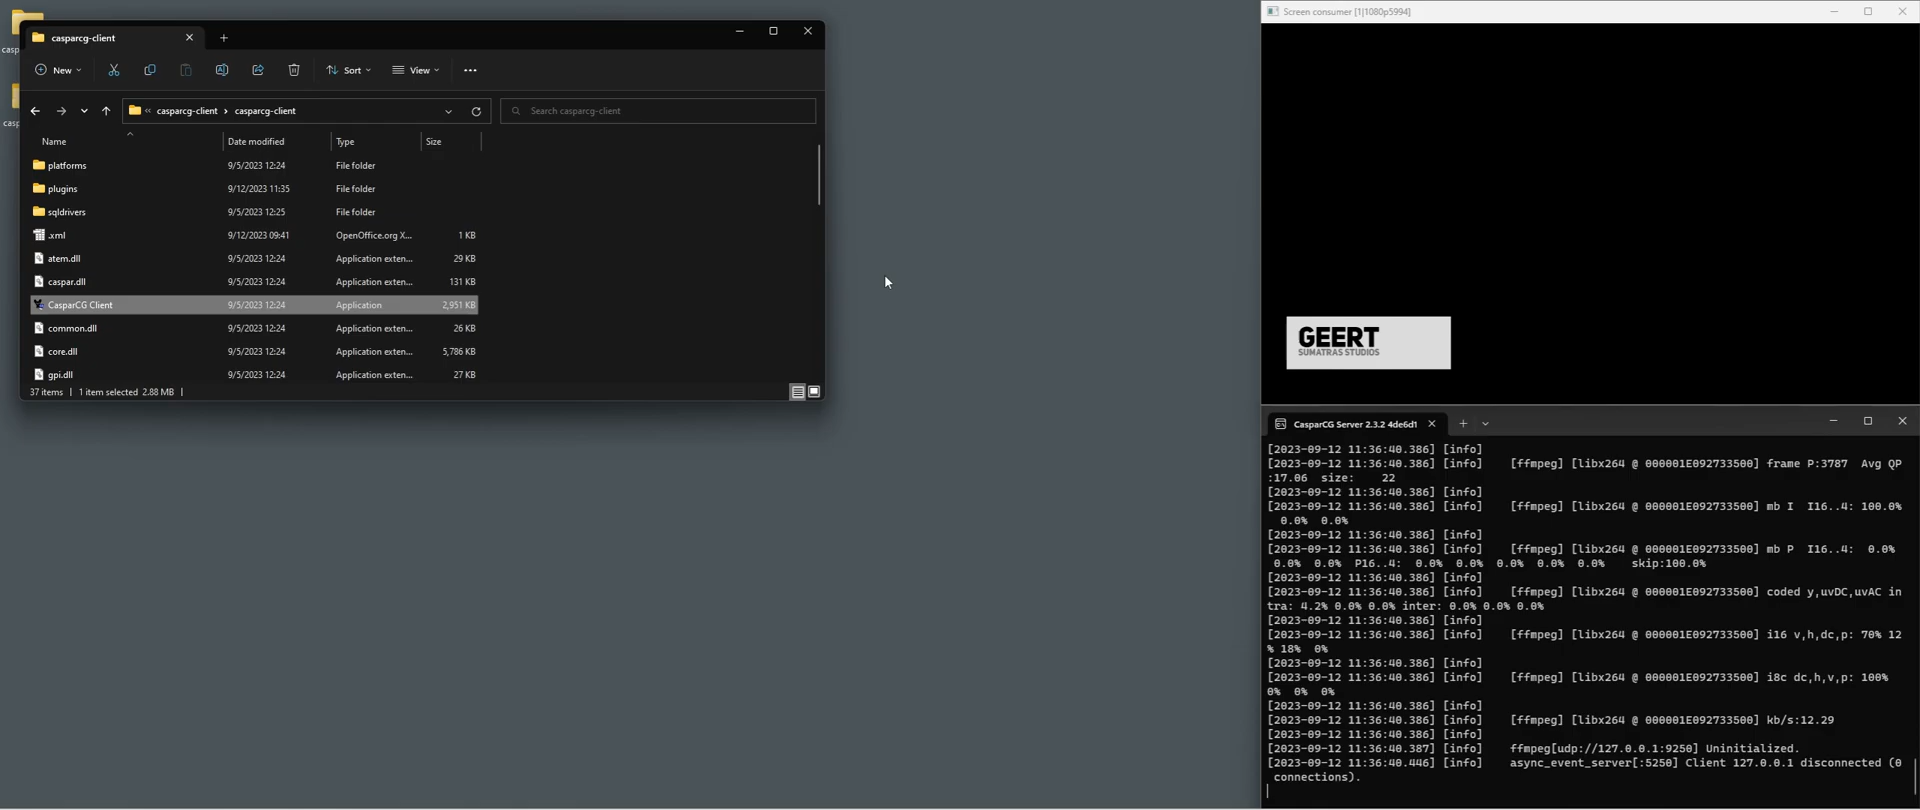 casparcg-client
New
Sort
View
casparcg-client › casparcg-client
Search casparcg-client
Name Date modified Type Size
platforms 9/5/2023 12:24 File folder
plugins 9/12/2023 11:35 File folder
sqldrivers 9/5/2023 12:25 File folder
.xml 9/12/2023 09:41 OpenOffice.org X... 1 KB
atem.dll 9/5/2023 12:24 Application exten... 29 KB
caspar.dll 9/5/2023 12:24 Application exten... 131 KB
CasparCG Client 9/5/2023 12:24 Application 2,951 KB
common.dll 9/5/2023 12:24 Application exten... 26 KB
core.dll 9/5/2023 12:24 Application exten... 5,786 KB
gpi.dll 9/5/2023 12:24 Application exten... 27 KB
37 items | 1 item selected 2.88 MB |
Screen consumer [1|1080p5994]
GEERT
SUMATRAS STUDIOS
CasparCG Server 2.3.2 4de6d1
[2023-09-12 11:36:40.386] [info]
[2023-09-12 11:36:40.386] [info] [ffmpeg] [libx264 @ 000001E092733500] frame P:3787 Avg QP
:17.06 size: 22
[2023-09-12 11:36:40.386] [info]
[2023-09-12 11:36:40.386] [info] [ffmpeg] [libx264 @ 000001E092733500] mb I I16..4: 100.0%
0.0% 0.0%
[2023-09-12 11:36:40.386] [info]
[2023-09-12 11:36:40.386] [info] [ffmpeg] [libx264 @ 000001E092733500] mb P I16..4: 0.0%
0.0% 0.0% P16..4: 0.0% 0.0% 0.0% 0.0% 0.0% skip:100.0%
[2023-09-12 11:36:40.386] [info]
[2023-09-12 11:36:40.386] [info] [ffmpeg] [libx264 @ 000001E092733500] coded y,uvDC,uvAC in
tra: 4.2% 0.0% 0.0% inter: 0.0% 0.0% 0.0%
[2023-09-12 11:36:40.386] [info]
[2023-09-12 11:36:40.386] [info] [ffmpeg] [libx264 @ 000001E092733500] i16 v,h,dc,p: 70% 12
% 18% 0%
[2023-09-12 11:36:40.386] [info]
[2023-09-12 11:36:40.386] [info] [ffmpeg] [libx264 @ 000001E092733500] i8c dc,h,v,p: 100%
0% 0% 0%
[2023-09-12 11:36:40.386] [info]
[2023-09-12 11:36:40.386] [info] [ffmpeg] [libx264 @ 000001E092733500] kb/s:12.29
[2023-09-12 11:36:40.386] [info]
[2023-09-12 11:36:40.387] [info] ffmpeg[udp://127.0.0.1:9250] Uninitialized.
[2023-09-12 11:36:40.446] [info] async_event_server[:5250] Client 127.0.0.1 disconnected (0
connections).